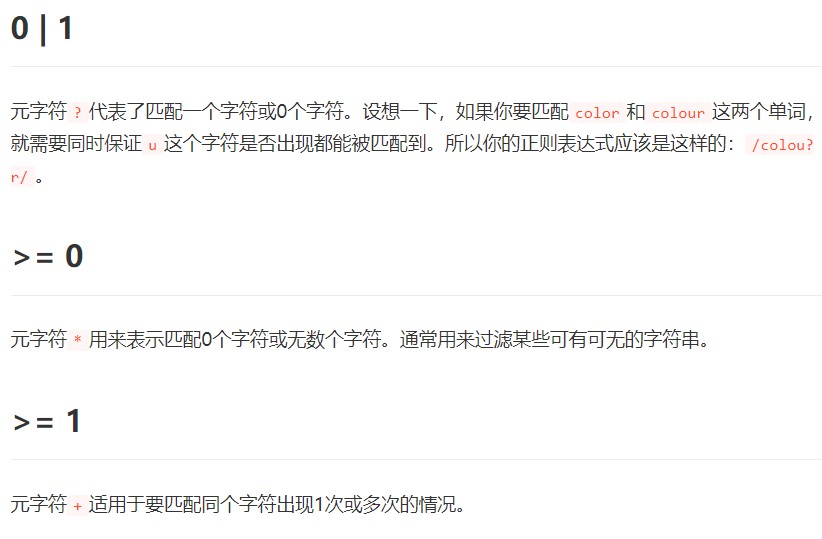 0 | 1
元字符 ? 代表了匹配一个字符或0个字符。设想一下，如果你要匹配 color 和 colour 这两个单词，
就需要同时保证 u 这个字符是否出现都能被匹配到。所以你的正则表达式应该是这样的： /colou?
r/ 。
>= 0
元字符 * 用来表示匹配0个字符或无数个字符。通常用来过滤某些可有可无的字符串。
>= 1
元字符 + 适用于要匹配同个字符出现1次或多次的情况。